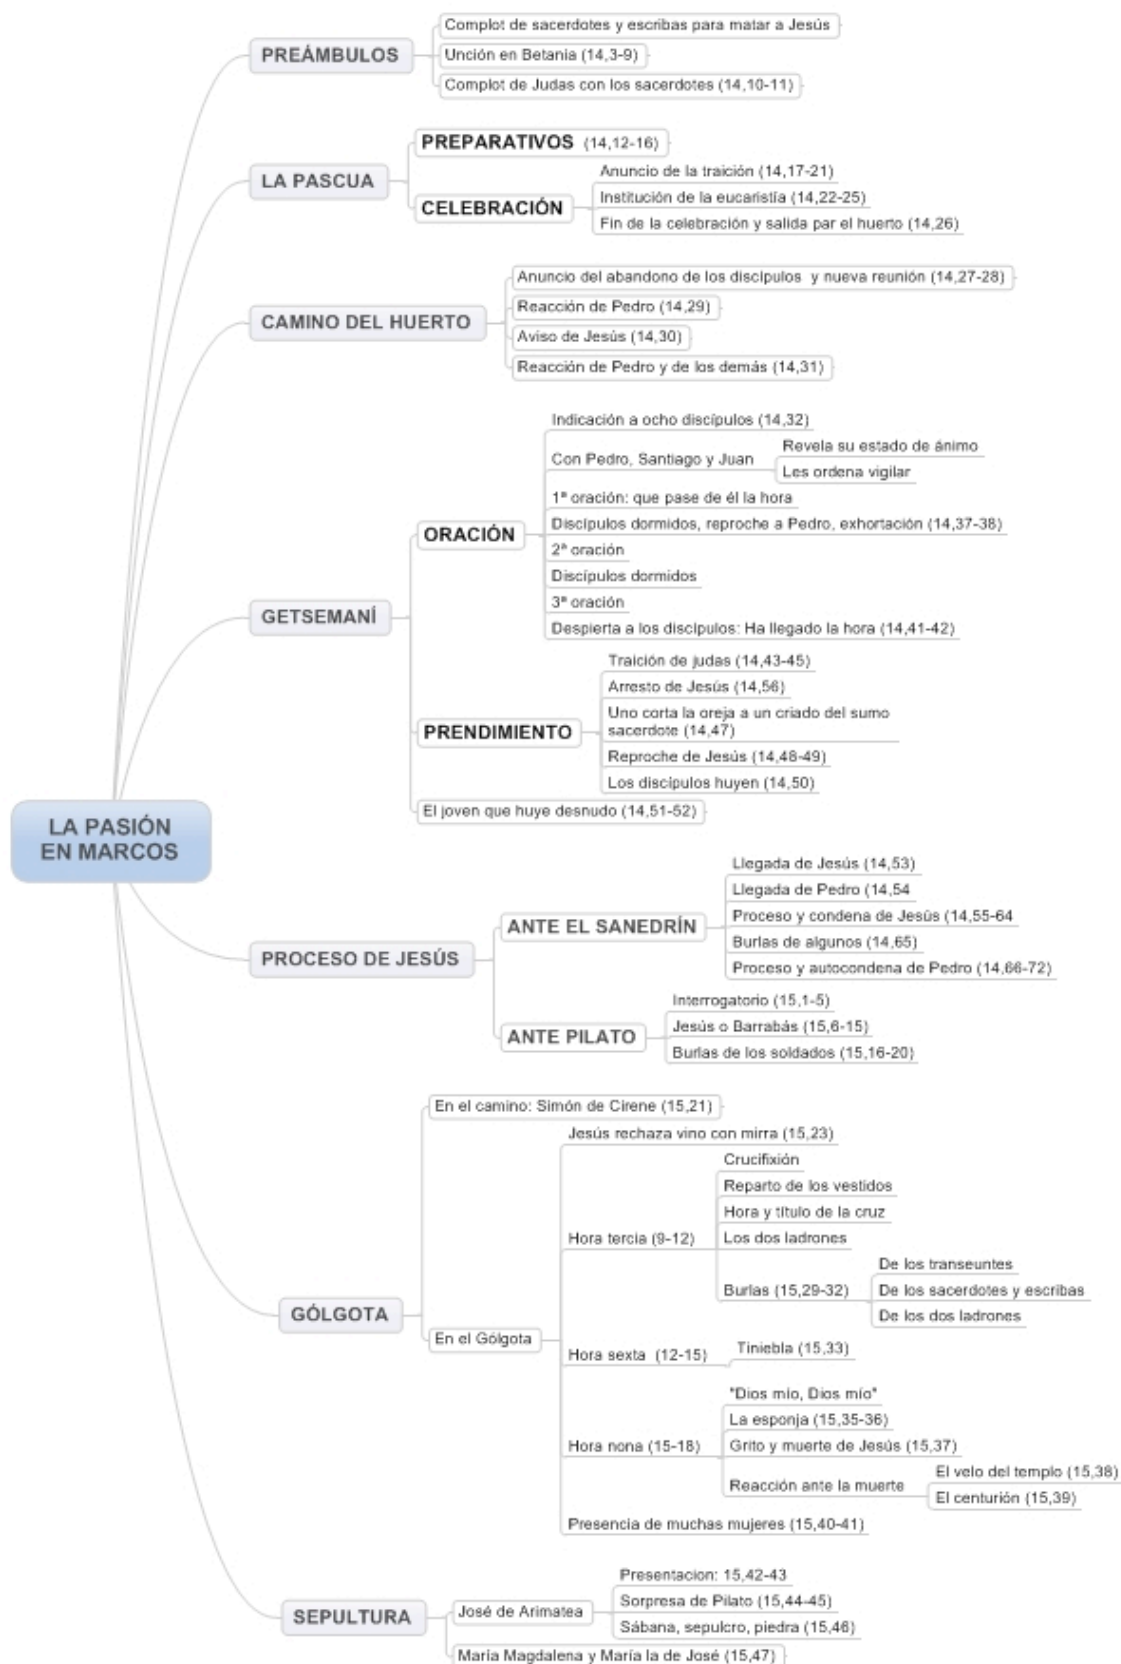 LA PASIÓN
EN MARCOS
PREÁMBULOS
Complot de sacerdotes y escribas para matar a Jesús
Unción en Betania (14,3-9)
Complot de Judas con los sacerdotes (14,10-11)
LA PASCUA
PREPARATIVOS (14,12-16)
CELEBRACIÓN
Anuncio de la traición (14,17-21)
Institución de la eucaristía (14,22-25)
Fin de la celebración y salida par el huerto (14,26)
CAMINO DEL HUERTO
Anuncio del abandono de los discípulos y nueva reunión (14,27-28)
Reacción de Pedro (14,29)
Aviso de Jesús (14,30)
Reacción de Pedro y de los demás (14,31)
GETSEMANÍ
ORACIÓN
Indicación a ocho discípulos (14,32)
Con Pedro, Santiago y Juan
Revela su estado de ánimo
Les ordena vigilar
1ª oración: que pase de él la hora
Discípulos dormidos, reproche a Pedro, exhortación (14,37-38)
2ª oración
Discípulos dormidos
3ª oración
Despierta a los discípulos: Ha llegado la hora (14,41-42)
PRENDIMIENTO
Traición de judas (14,43-45)
Arresto de Jesús (14,56)
Uno corta la oreja a un criado del sumo
sacerdote (14,47)
Reproche de Jesús (14,48-49)
Los discípulos huyen (14,50)
El joven que huye desnudo (14,51-52)
PROCESO DE JESÚS
ANTE EL SANEDRÍN
Llegada de Jesús (14,53)
Llegada de Pedro (14,54
Proceso y condena de Jesús (14,55-64
Burlas de algunos (14,65)
Proceso y autocondena de Pedro (14,66-72)
ANTE PILATO
Interrogatorio (15,1-5)
Jesús o Barrabás (15,6-15)
Burlas de los soldados (15,16-20)
GÓLGOTA
En el camino: Simón de Cirene (15,21)
En el Gólgota
Jesús rechaza vino con mirra (15,23)
Hora tercia (9-12)
Crucifixión
Reparto de los vestidos
Hora y título de la cruz
Los dos ladrones
Burlas (15,29-32)
De los transeuntes
De los sacerdotes y escribas
De los dos ladrones
Hora sexta (12-15)
Tiniebla (15,33)
Hora nona (15-18)
"Dios mío, Dios mío"
La esponja (15,35-36)
Grito y muerte de Jesús (15,37)
Reacción ante la muerte
El velo del templo (15,38)
El centurión (15,39)
Presencia de muchas mujeres (15,40-41)
SEPULTURA
José de Arimatea
Presentacion: 15,42-43
Sorpresa de Pilato (15,44-45)
Sábana, sepulcro, piedra (15,46)
María Magdalena y María la de José (15,47)